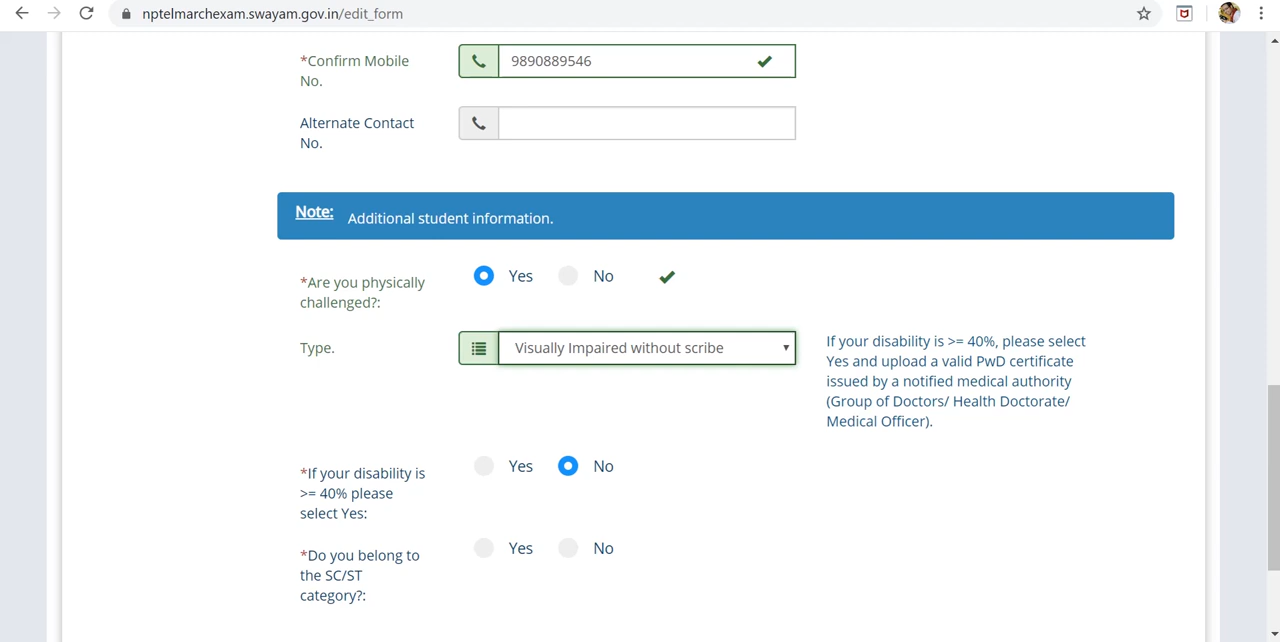 nptelmarchexam.swayam.gov.in/edit_form
*Confirm Mobile
No.
9890889546
Alternate Contact
No.
Note: Additional student information.
*Are you physically
challenged?:
Yes No
Type.
Visually Impaired without scribe
If your disability is >= 40%, please select
Yes and upload a valid PwD certificate
issued by a notified medical authority
(Group of Doctors/ Health Doctorate/
Medical Officer).
*If your disability is
>= 40% please
select Yes:
Yes No
*Do you belong to
the SC/ST
category?:
Yes No